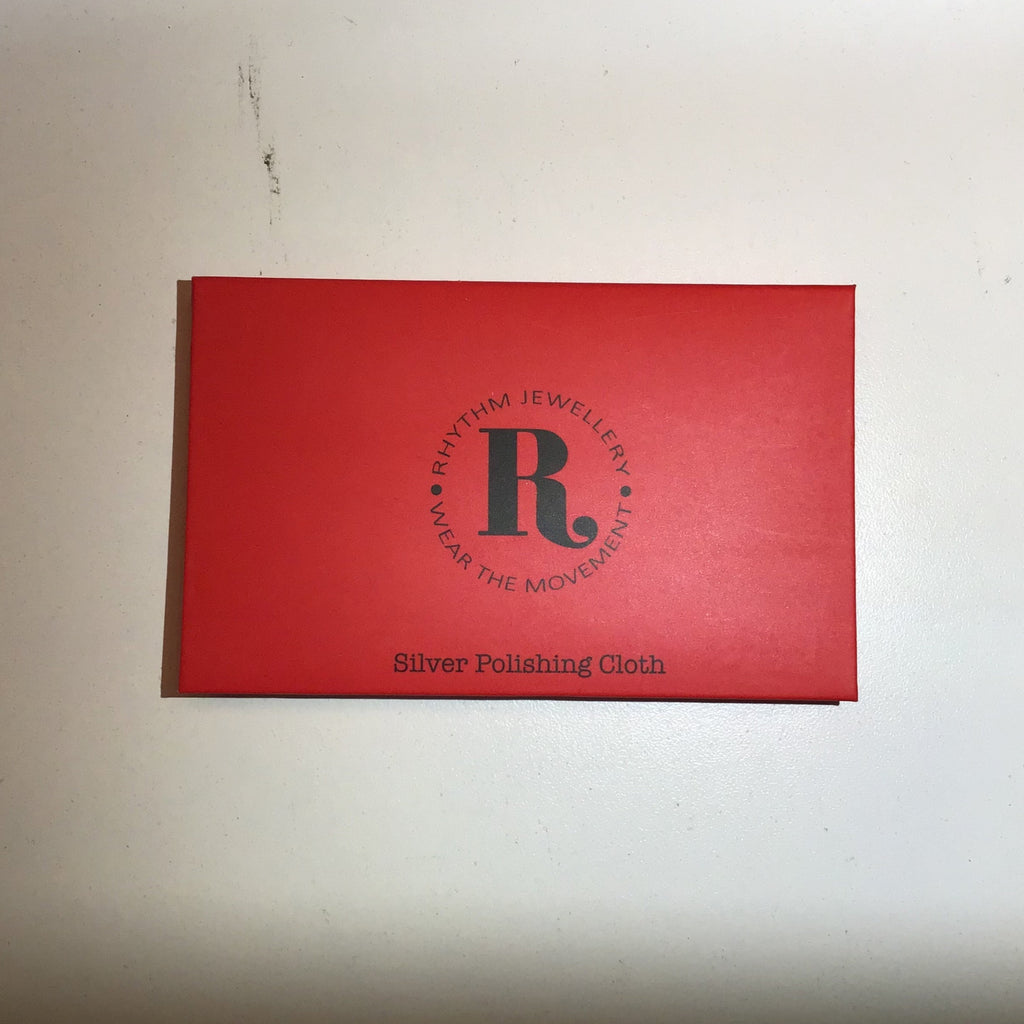 RHYTHM JEWELLERY
R
WEAR THE MOVEMENT
Silver Polishing Cloth